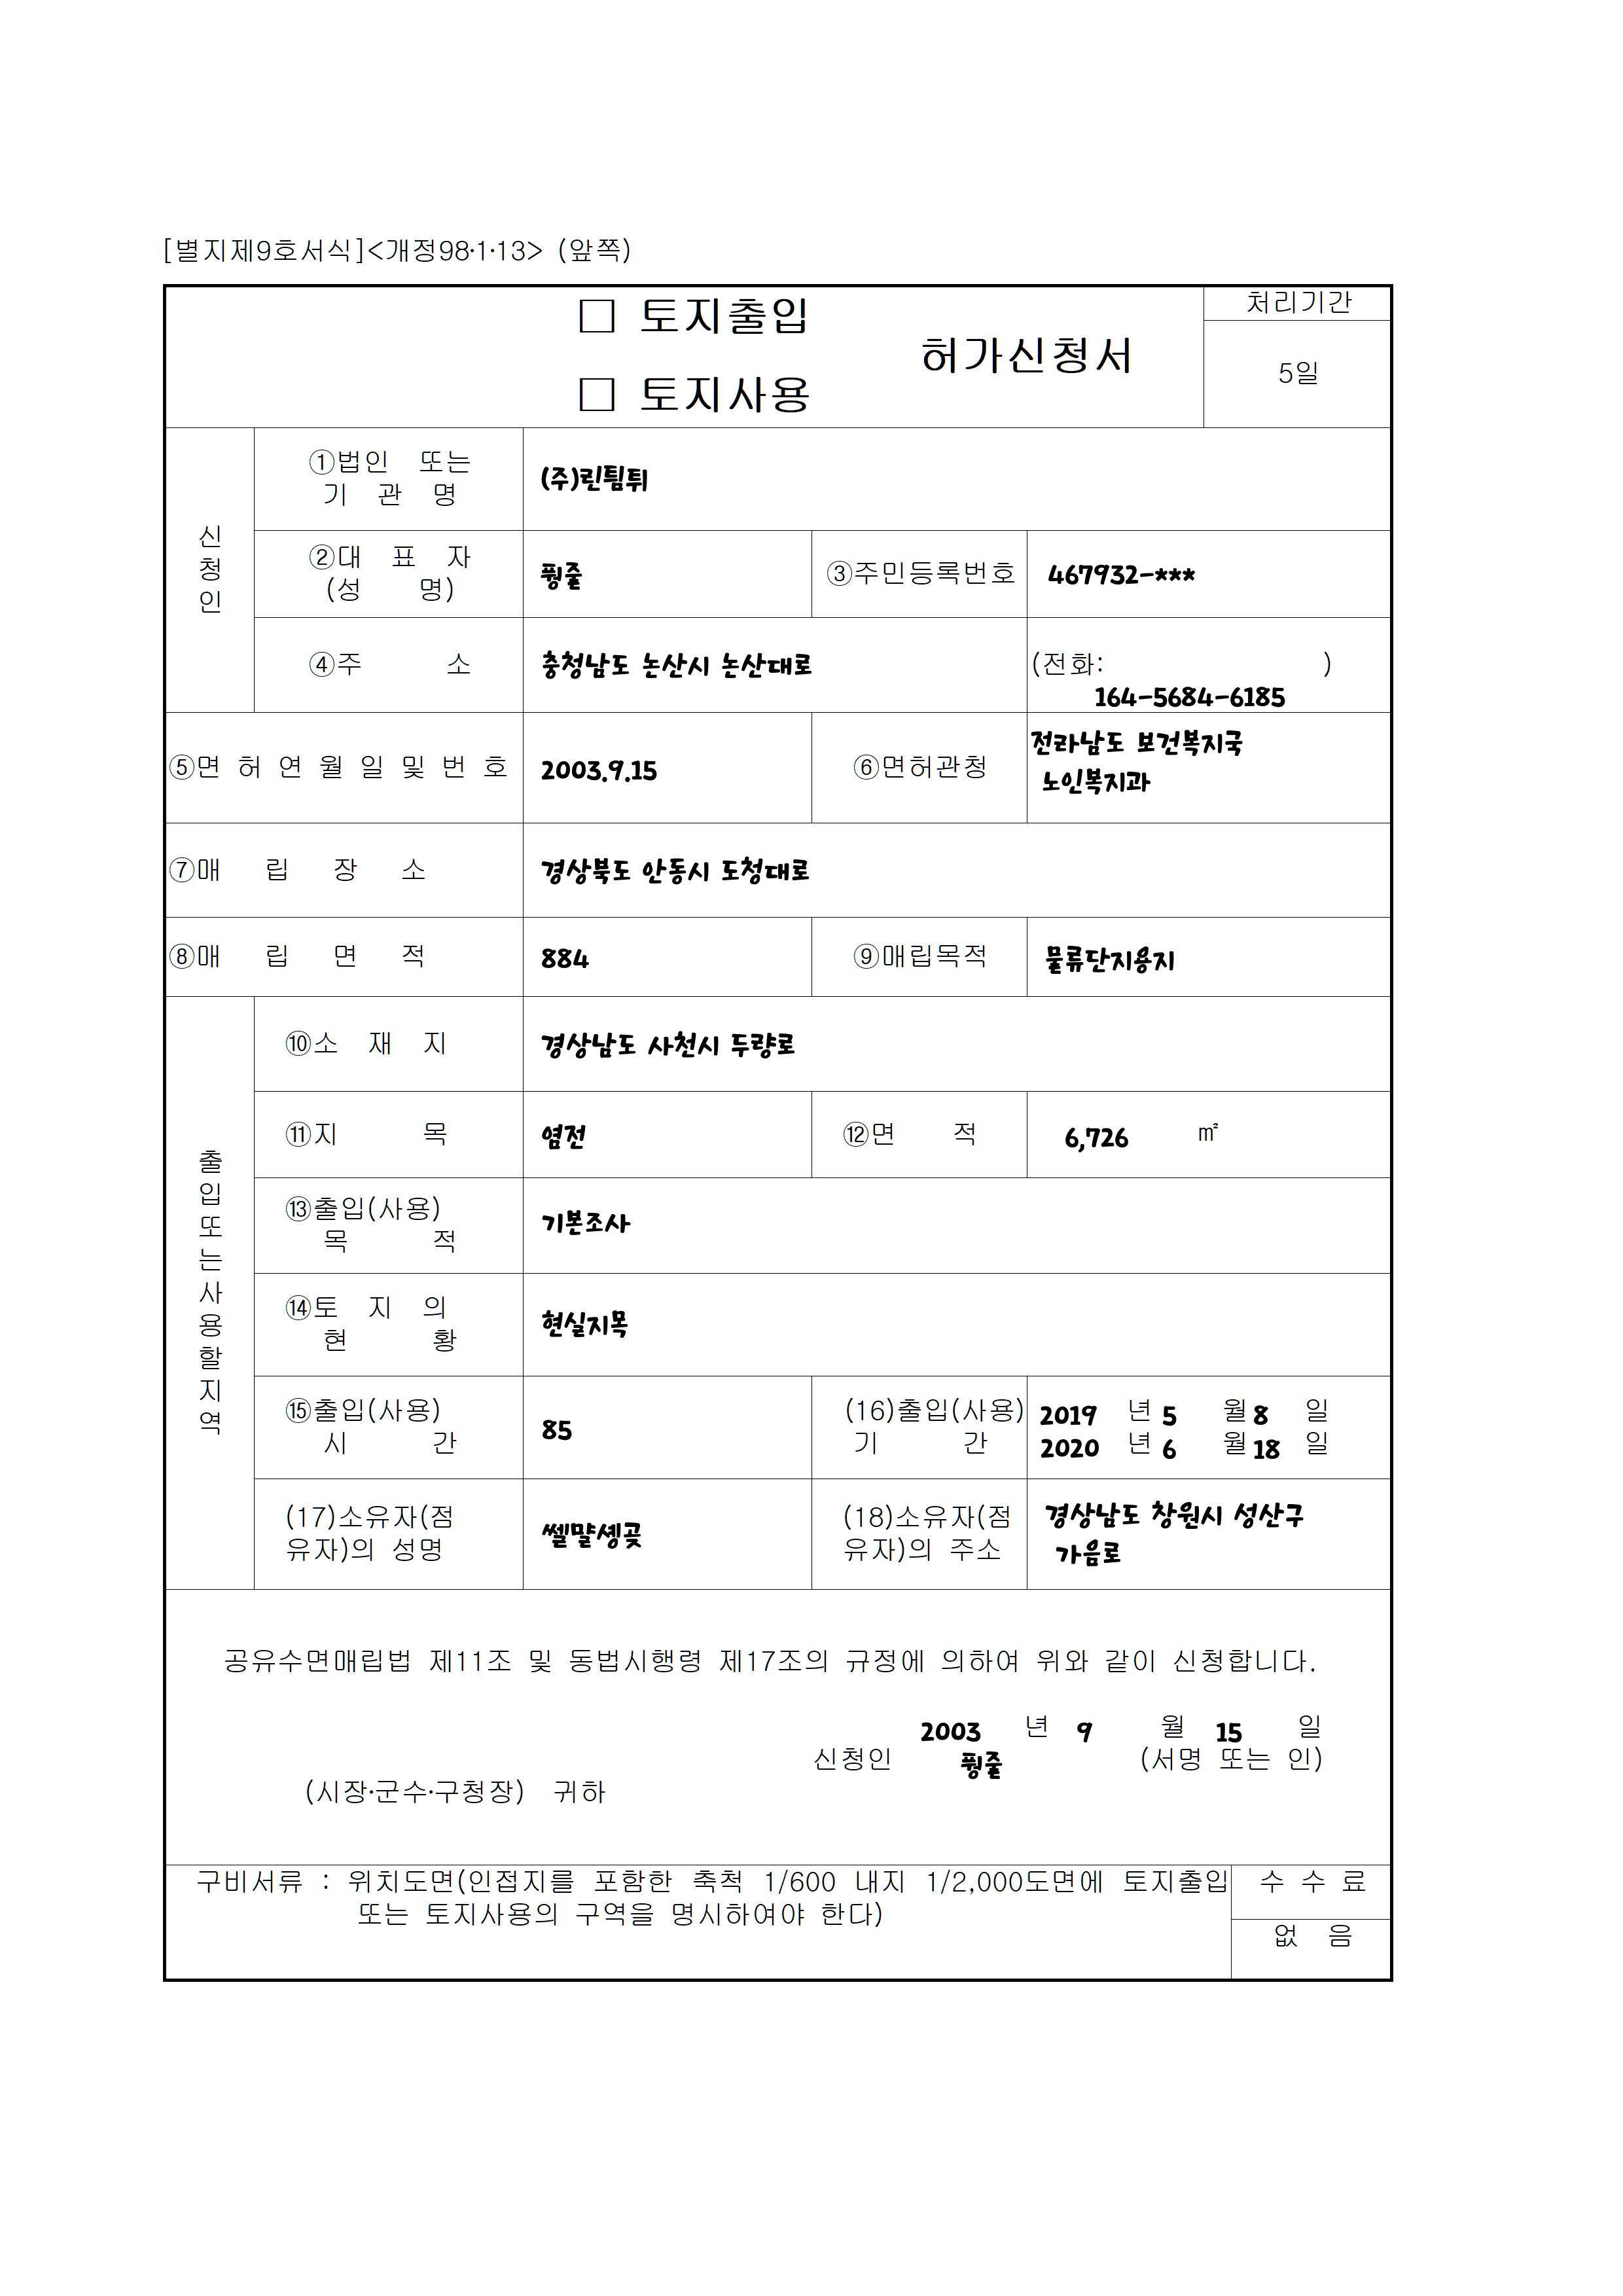 [별지제9호서식]<개정98·1·13> (앞쪽)
□ 토지출입
□ 토지사용
허가신청서
처리기간
5일
신청인
①법인 또는
기 관 명
(주)린튐튀
②대 표 자
(성 명)
③주민등록번호
467932-***
④주 소
충청남도 논산시 논산대로
(전화: )
164-5684-6185
⑤면 허 연 월 일 및 번 호
2003.9.15
⑥면허관청
전라남도 보건복지국
노인복지과
⑦매 립 장 소
경상북도 안동시 도청대로
⑧매 립 면 적
884
⑨매립목적
물류단지용지
출입또는사용할지역
⑩소 재 지
경상남도 사천시 두량로
⑪지 목
염전
⑫면 적
6,726 ㎡
⑬출입(사용)
목 적
기본조사
⑭토 지 의
현 황
현실지목
⑮출입(사용)
시 간
85
(16)출입(사용)
기 간
2019 년 5 월 8 일
2020 년 6 월 18 일
(17)소유자(점
유자)의 성명
(18)소유자(점
유자)의 주소
경상남도 창원시 성산구
가음로
공유수면매립법 제11조 및 동법시행령 제17조의 규정에 의하여 위와 같이 신청합니다.
2003 년 9 월 15 일
신청인 (서명 또는 인)
(시장·군수·구청장) 귀하
구비서류 : 위치도면(인접지를 포함한 축척 1/600 내지 1/2,000도면에 토지출입
또는 토지사용의 구역을 명시하여야 한다)
수 수 료
없 음